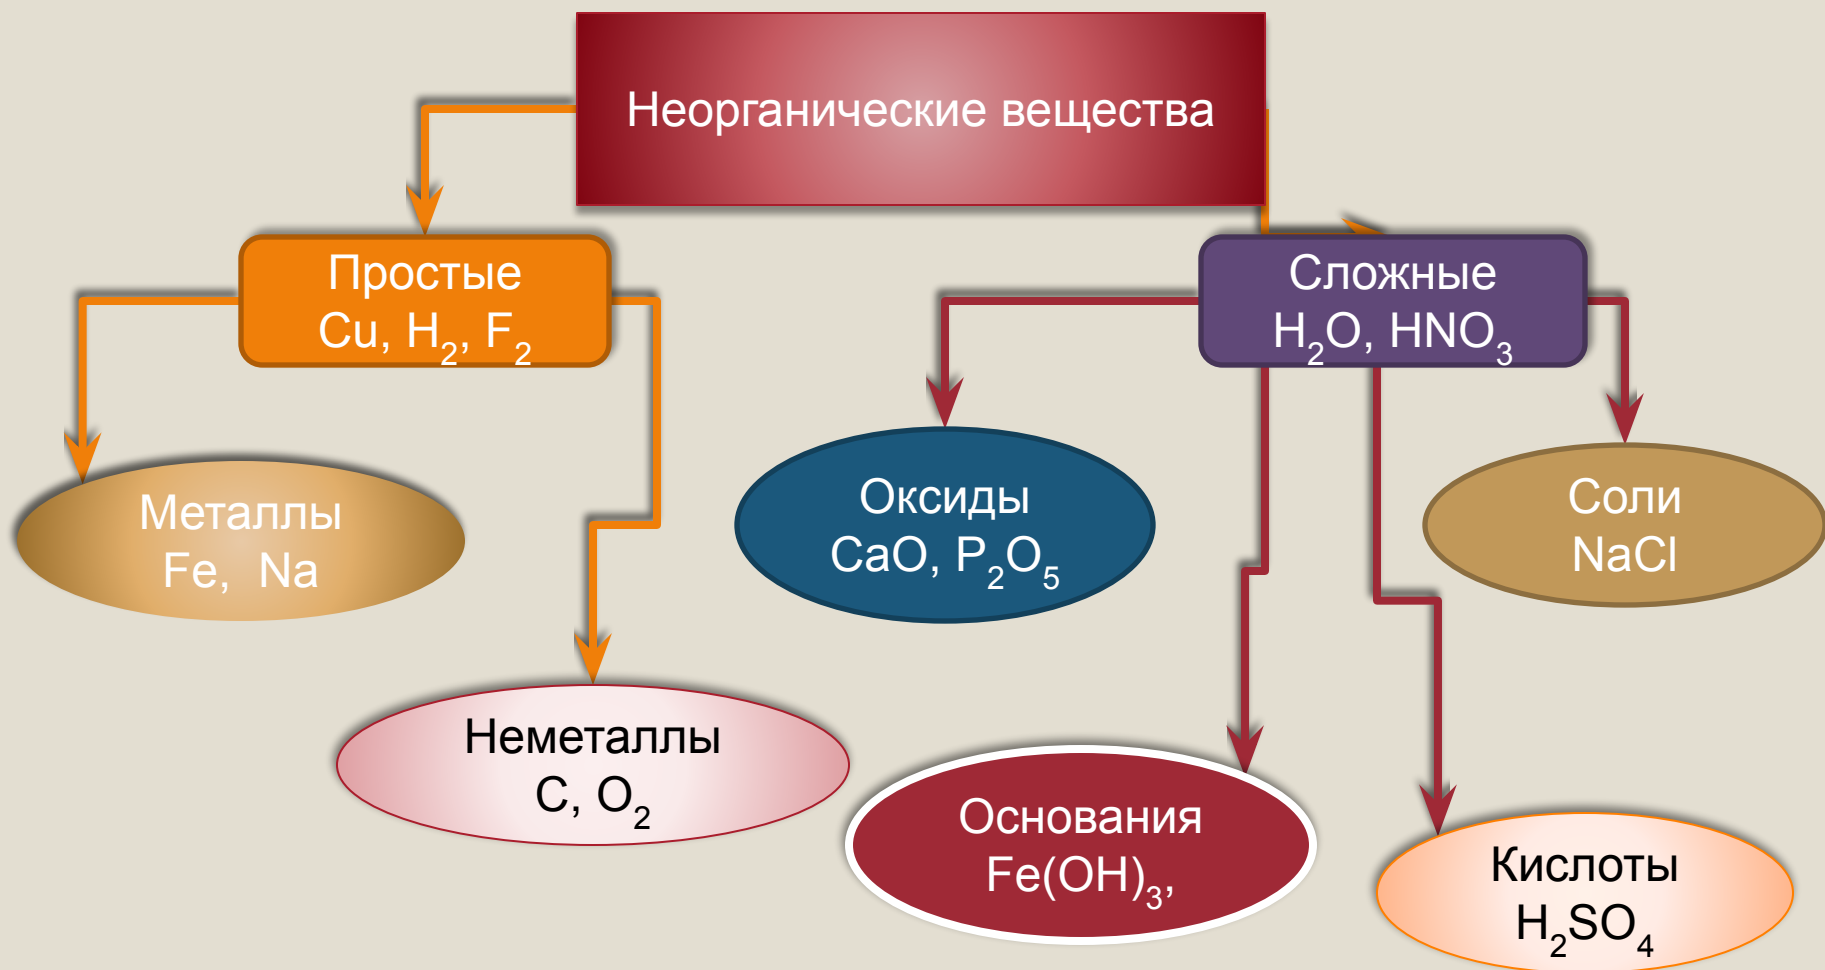 Неорганические вещества
Простые
Cu, H₂, F₂
Сложные
H₂O, HNO₃
Металлы
Fe, Na
Оксиды
CaO, P₂O₅
Соли
NaCl
Неметаллы
C, O₂
Основания
Fe(OH)₃,
Кислоты
H₂SO₄